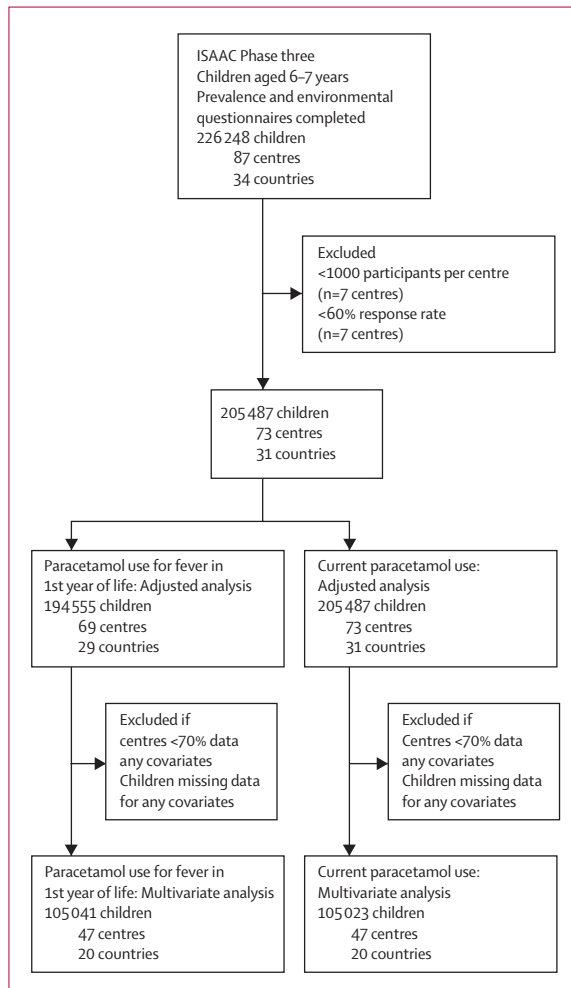 ISAAC Phase three
Children aged 6–7 years
Prevalence and environmental
questionnaires completed
226 248 children
87 centres
34 countries
Excluded
<1000 participants per centre
(n=7 centres)
<60% response rate
(n=7 centres)
205 487 children
73 centres
31 countries
Paracetamol use for fever in
1st year of life: Adjusted analysis
194 555 children
69 centres
29 countries
Current paracetamol use:
Adjusted analysis
205 487 children
73 centres
31 countries
Excluded if
centres <70% data
any covariates
Children missing data
for any covariates
Excluded if
Centres <70% data
any covariates
Children missing data
for any covariates
Paracetamol use for fever in
1st year of life: Multivariate analysis
105 041 children
47 centres
20 countries
Current paracetamol use:
Multivariate analysis
105 023 children
47 centres
20 countries